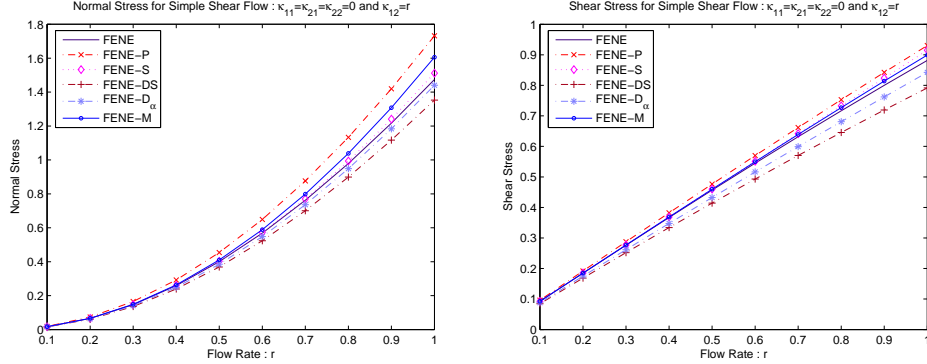 Normal Stress for Simple Shear Flow : κ11=κ21=κ22=0 and κ12=r
FENE
FENE−P
FENE−S
FENE−DS
FENE−Dα
FENE−M
Normal Stress
1.8
1.6
1.4
1.2
1
0.8
0.6
0.4
0.2
0
0.1 0.2 0.3 0.4 0.5 0.6 0.7 0.8 0.9 1
Flow Rate : r
Shear Stress for Simple Shear Flow : κ11=κ21=κ22=0 and κ12=r
FENE
FENE−P
FENE−S
FENE−DS
FENE−Dα
FENE−M
Shear Stress
1
0.9
0.8
0.7
0.6
0.5
0.4
0.3
0.2
0.1
0
0.1 0.2 0.3 0.4 0.5 0.6 0.7 0.8 0.9 1
Flow Rate : r